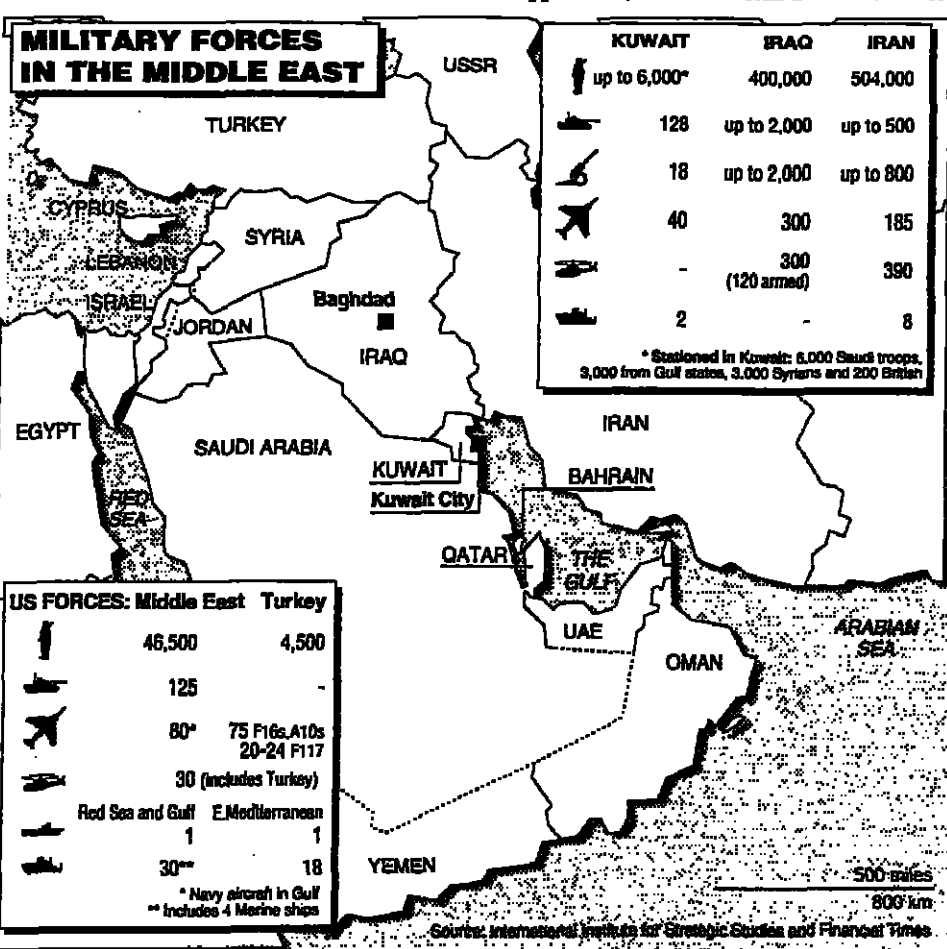 MILITARY FORCES
IN THE MIDDLE EAST
KUWAIT IRAQ IRAN
up to 6,000* 400,000 504,000
128 up to 2,000 up to 500
18 up to 2,000 up to 800
40 300 185
- 300 (120 armed) 390
2 - 8
* Stationed in Kuwait: 6,000 Saudi troops,
3,000 from Gulf states, 3,000 Syrians and 200 British
USSR
TURKEY
CYPRUS
SYRIA
LEBANON
ISRAEL
Baghdad
JORDAN
IRAQ
EGYPT
SAUDI ARABIA
IRAN
KUWAIT
Kuwait City
BAHRAIN
RED
SEA
QATAR
THE
GULF
UAE
OMAN
ARABIAN
SEA
YEMEN
US FORCES: Middle East Turkey
46,500 4,500
125 -
80* 75 F16s,A10s
20-24 F117
30 (includes Turkey)
Red Sea and Gulf E.Mediterranean
1 1
30** 18
* Navy aircraft in Gulf
** Includes 4 Marine ships
500 miles
800 km
Source: International Institute for Strategic Studies and Financial Times